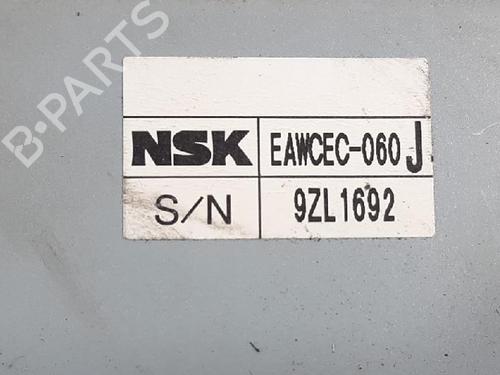 B-PARTS
NSK EAWCEC-060 J
S/N 9ZL1692